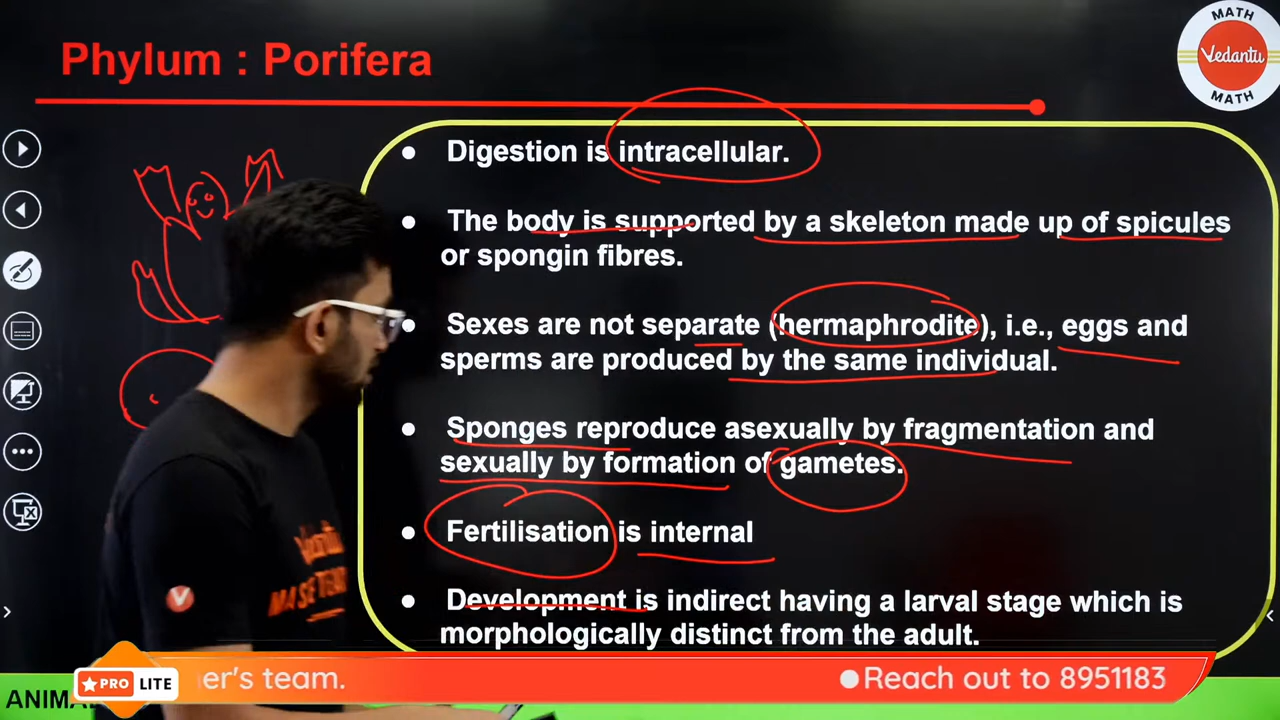 MATH
Vedantu
MATH
Phylum : Porifera
Digestion is intracellular.
The body is supported by a skeleton made up of spicules
or spongin fibres.
Sexes are not separate (hermaphrodite), i.e., eggs and
sperms are produced by the same individual.
Sponges reproduce asexually by fragmentation and
sexually by formation of gametes.
Fertilisation is internal
Development is indirect having a larval stage which is
morphologically distinct from the adult.
Vedantu
PRO LITE
er's team.
Reach out to 8951183